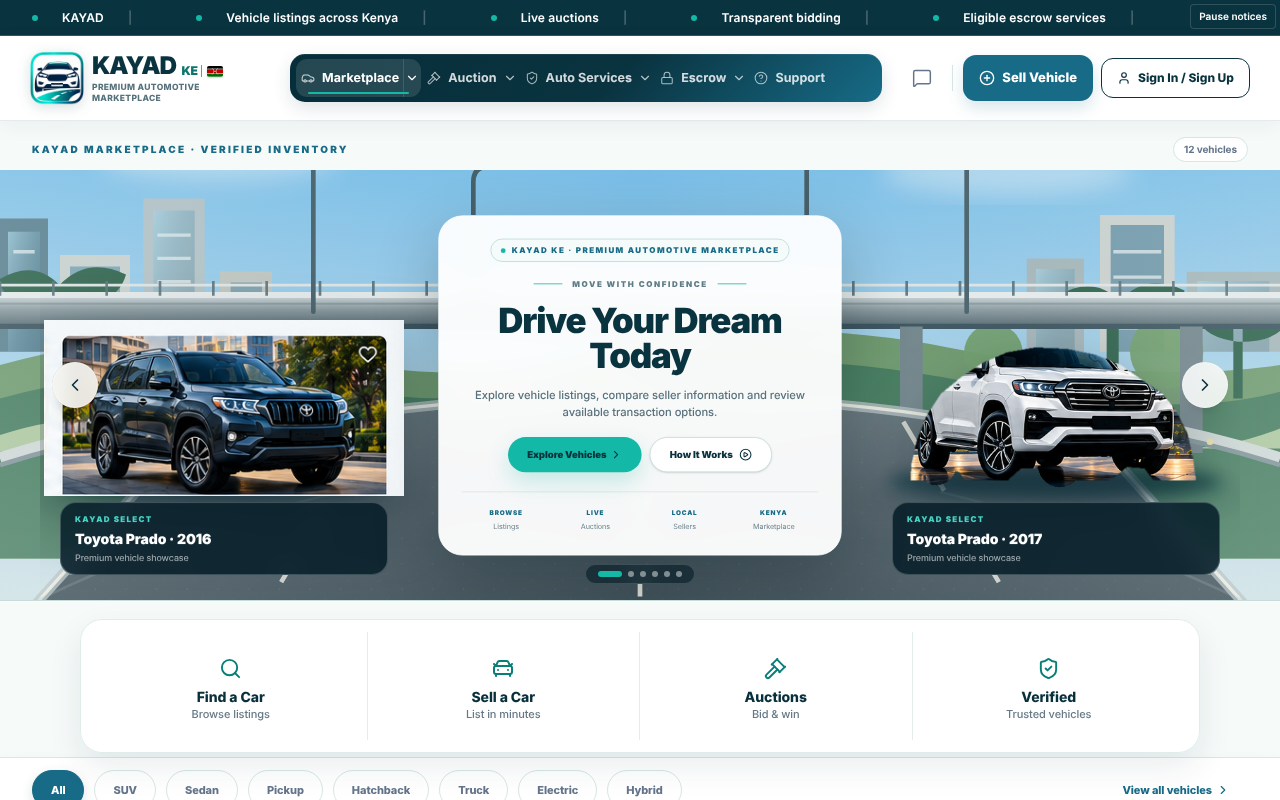 KAYAD
Vehicle listings across Kenya
Live auctions
Transparent bidding
Eligible escrow services
Pause notices
KAYAD KE
PREMIUM AUTOMOTIVE
MARKETPLACE
Marketplace
Auction
Auto Services
Escrow
Support
Sell Vehicle
Sign In / Sign Up
KAYAD MARKETPLACE · VERIFIED INVENTORY
12 vehicles
KAYAD KE · PREMIUM AUTOMOTIVE MARKETPLACE
MOVE WITH CONFIDENCE
Drive Your Dream
Today
Explore vehicle listings, compare seller information and review
available transaction options.
Explore Vehicles
How It Works
BROWSE
Listings
LIVE
Auctions
LOCAL
Sellers
KENYA
Marketplace
KAYAD SELECT
Toyota Prado · 2016
Premium vehicle showcase
KAYAD SELECT
Toyota Prado · 2017
Premium vehicle showcase
Find a Car
Browse listings
Sell a Car
List in minutes
Auctions
Bid & win
Verified
Trusted vehicles
All
SUV
Sedan
Pickup
Hatchback
Truck
Electric
Hybrid
View all vehicles